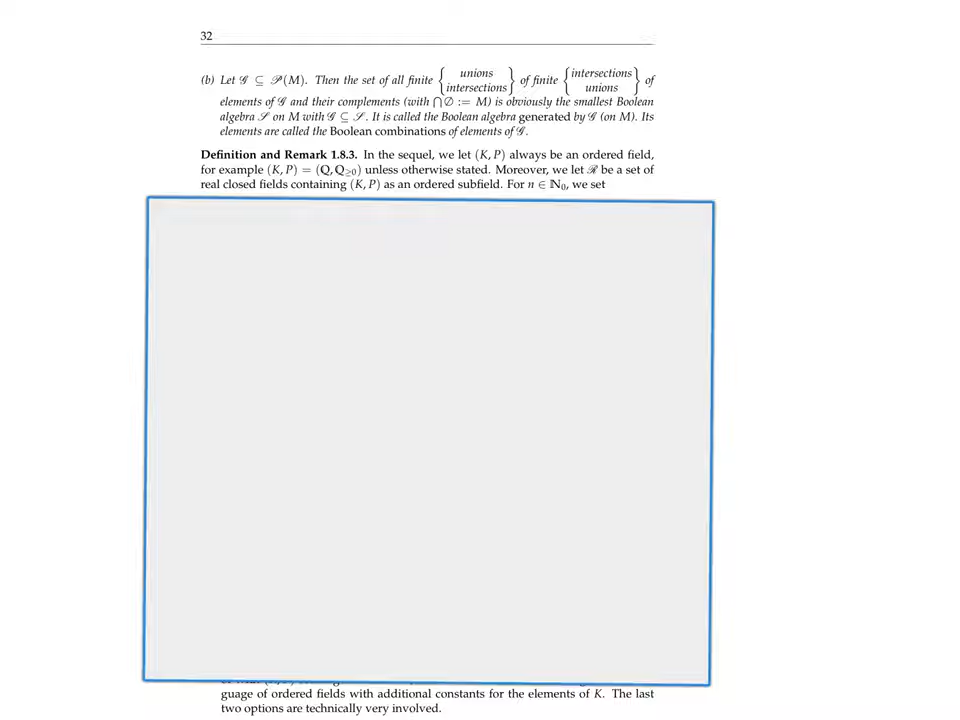 32
(b) Let 𝒢 ⊆ 𝒫(M). Then the set of all finite { unions / intersections } of finite { intersections / unions } of
elements of 𝒢 and their complements (with ⋂∅ := M) is obviously the smallest Boolean
algebra 𝒮 on M with 𝒢 ⊆ 𝒮. It is called the Boolean algebra generated by 𝒢 (on M). Its
elements are called the Boolean combinations of elements of 𝒢.
Definition and Remark 1.8.3. In the sequel, we let (K, P) always be an ordered field,
for example (K, P) = (ℚ, ℚ≥0) unless otherwise stated. Moreover, we let ℛ be a set of
real closed fields containing (K, P) as an ordered subfield. For n ∈ ℕ₀, we set
guage of ordered fields with additional constants for the elements of K. The last
two options are technically very involved.